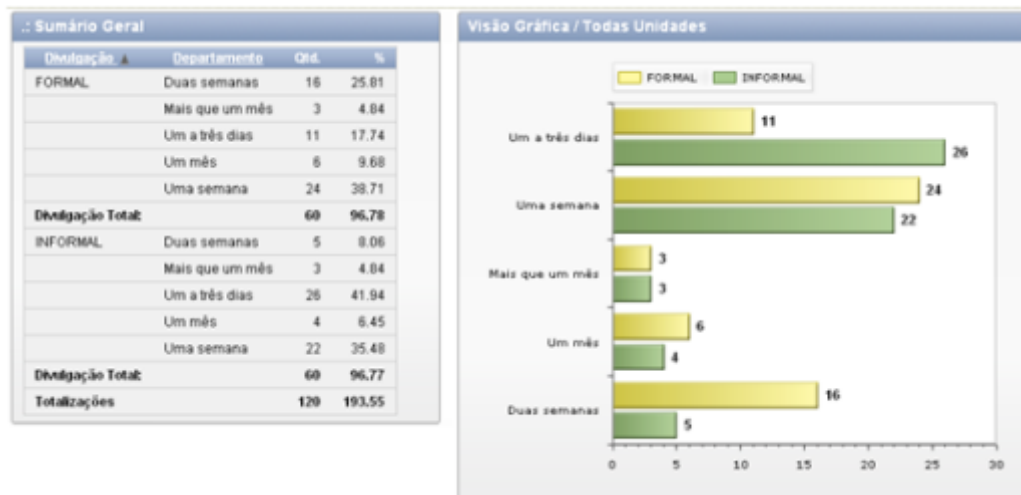 .: Sumário Geral
Divulgação ▲ Departamento Qtd. %
FORMAL Duas semanas 16 25.81
Mais que um mês 3 4.84
Um a três dias 11 17.74
Um mês 6 9.68
Uma semana 24 38.71
Divulgação Total: 60 96,78
INFORMAL Duas semanas 5 8.06
Mais que um mês 3 4.84
Um a três dias 26 41.94
Um mês 4 6.45
Uma semana 22 35.48
Divulgação Total: 60 96,77
Totalizações 120 193,55
Visão Gráfica / Todas Unidades
FORMAL INFORMAL
Um a três dias 11
26
Uma semana 24
22
Mais que um mês 3
3
Um mês 6
4
Duas semanas 16
5
0 5 10 15 20 25 30